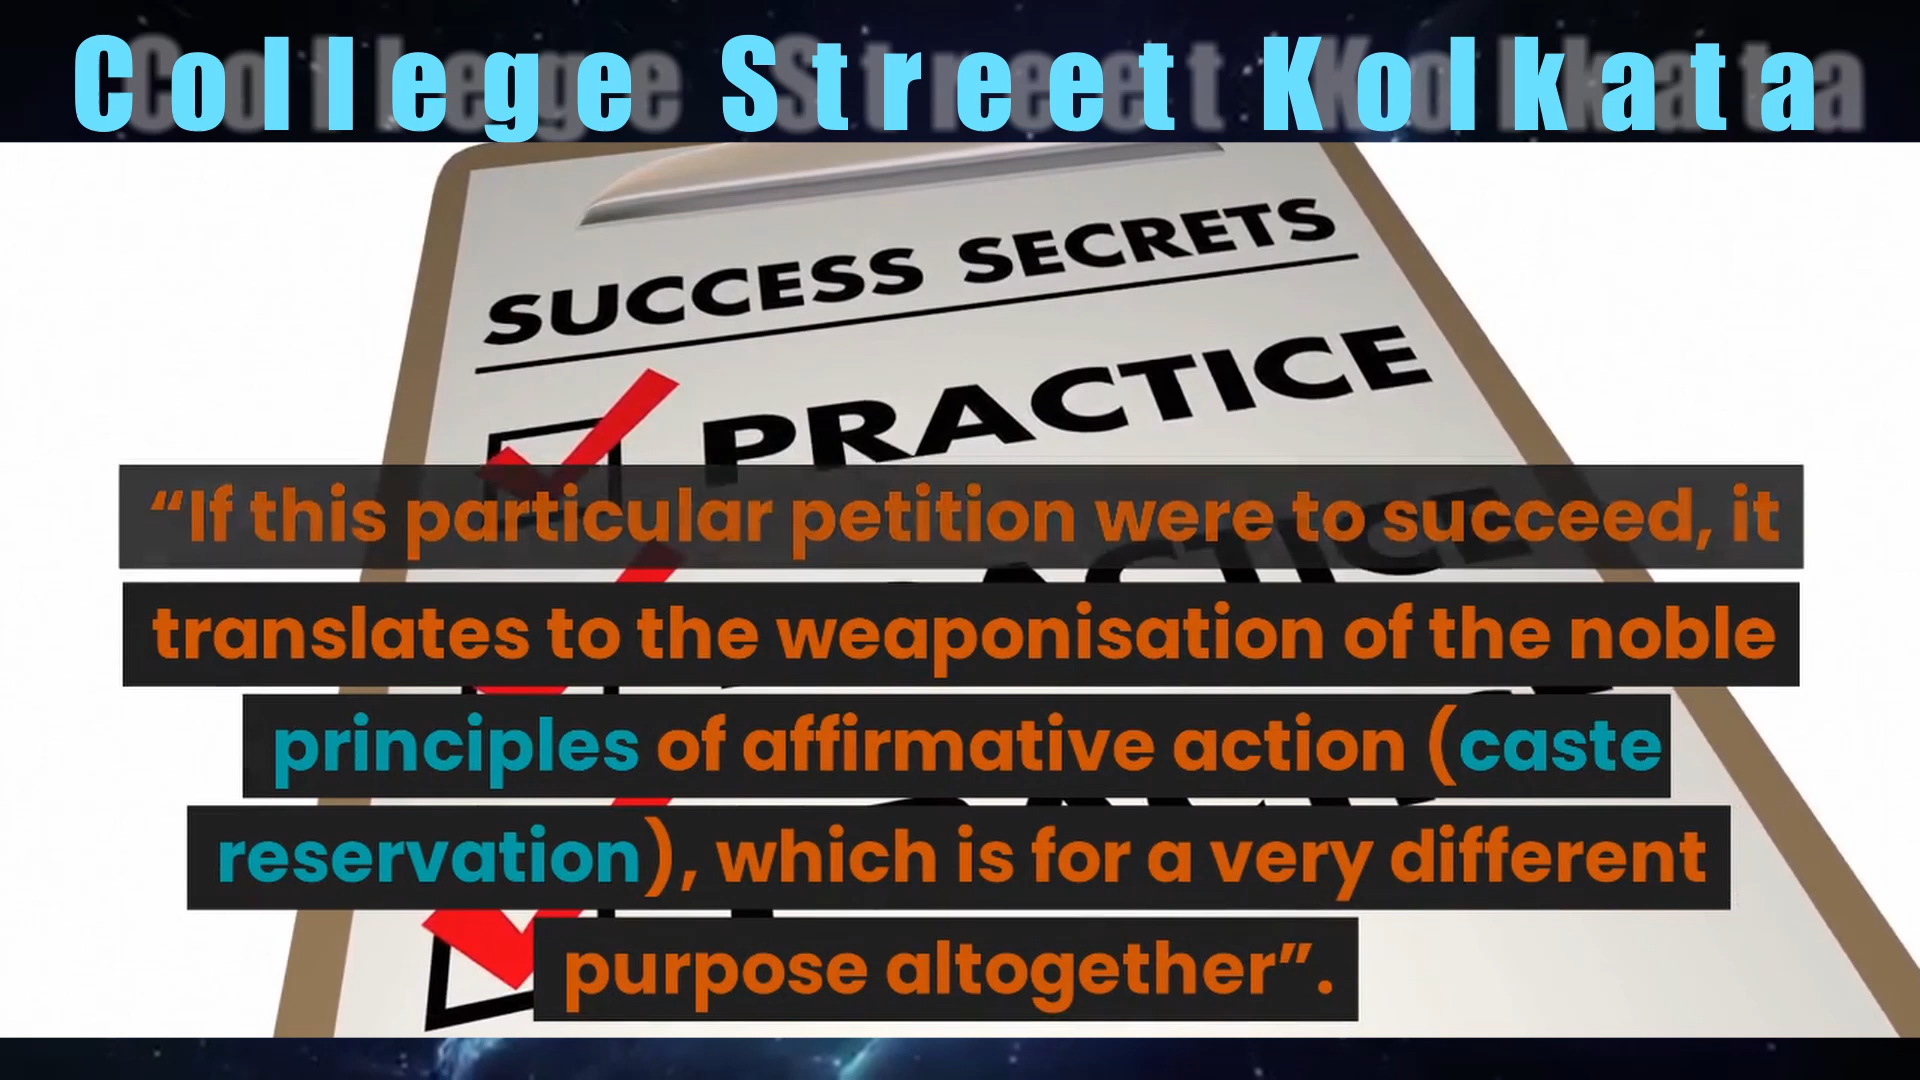 College Street Kolkata
SUCCESS SECRETS
PRACTICE
“If this particular petition were to succeed, it
translates to the weaponisation of the noble
principles of affirmative action (caste
reservation), which is for a very different
purpose altogether”.